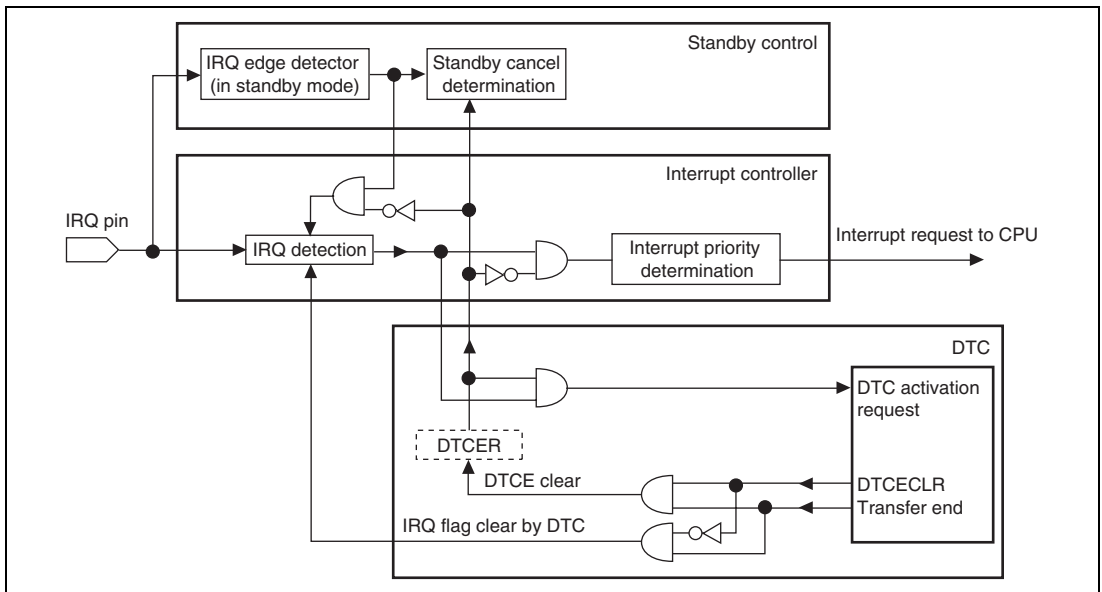 Standby control
IRQ edge detector
(in standby mode)
Standby cancel
determination
Interrupt controller
IRQ pin
IRQ detection
Interrupt priority
determination
Interrupt request to CPU
DTC
DTC activation
request
DTCER
DTCE clear
DTCECLR
Transfer end
IRQ flag clear by DTC